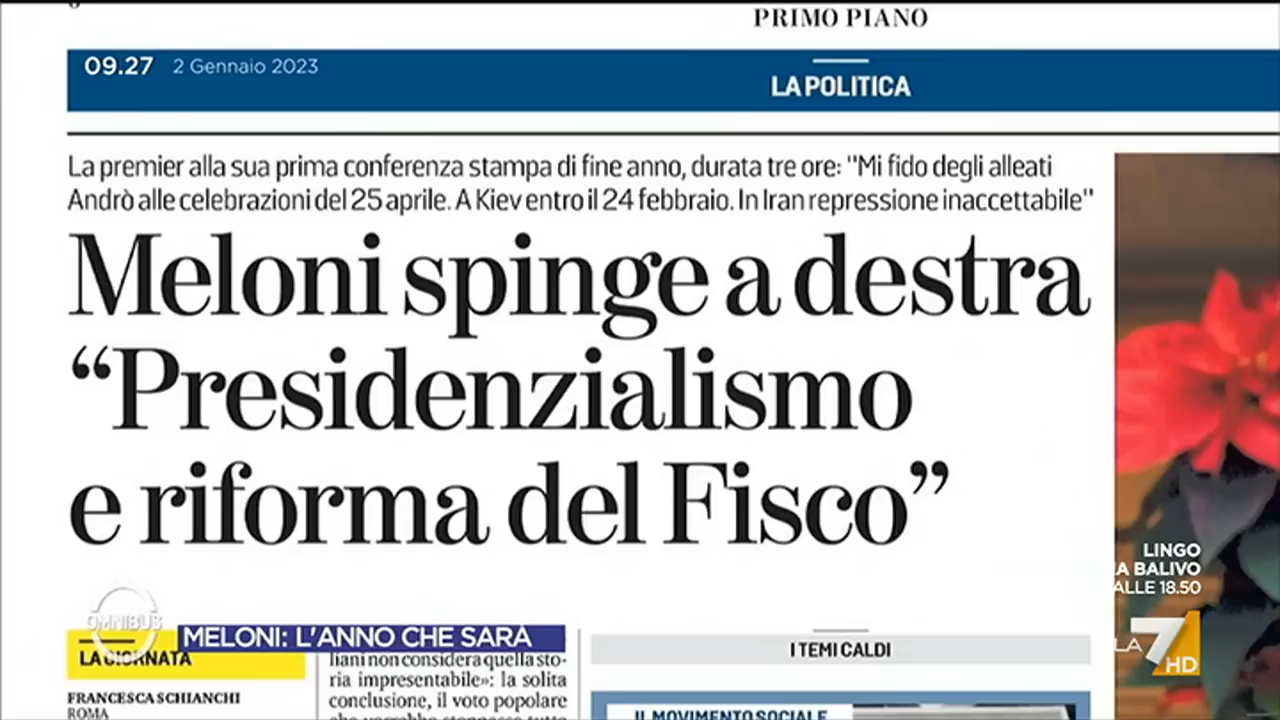 PRIMO PIANO
09.27 2 Gennaio 2023
LA POLITICA
La premier alla sua prima conferenza stampa di fine anno, durata tre ore: "Mi fido degli alleati
Andrò alle celebrazioni del 25 aprile. A Kiev entro il 24 febbraio. In Iran repressione inaccettabile"
Meloni spinge a destra
“Presidenzialismo
e riforma del Fisco”
LINGO
BALIVO
ALLE 18.50
LA7 HD
OMNIBUS
MELONI: L'ANNO CHE SARÀ
LA GIORNATA
FRANCESCA SCHIANCHI
ROMA
liani non considera quella sto-
ria impresentabile»: la solita
conclusione, il voto popolare
I TEMI CALDI
IL MOVIMENTO SOCIALE